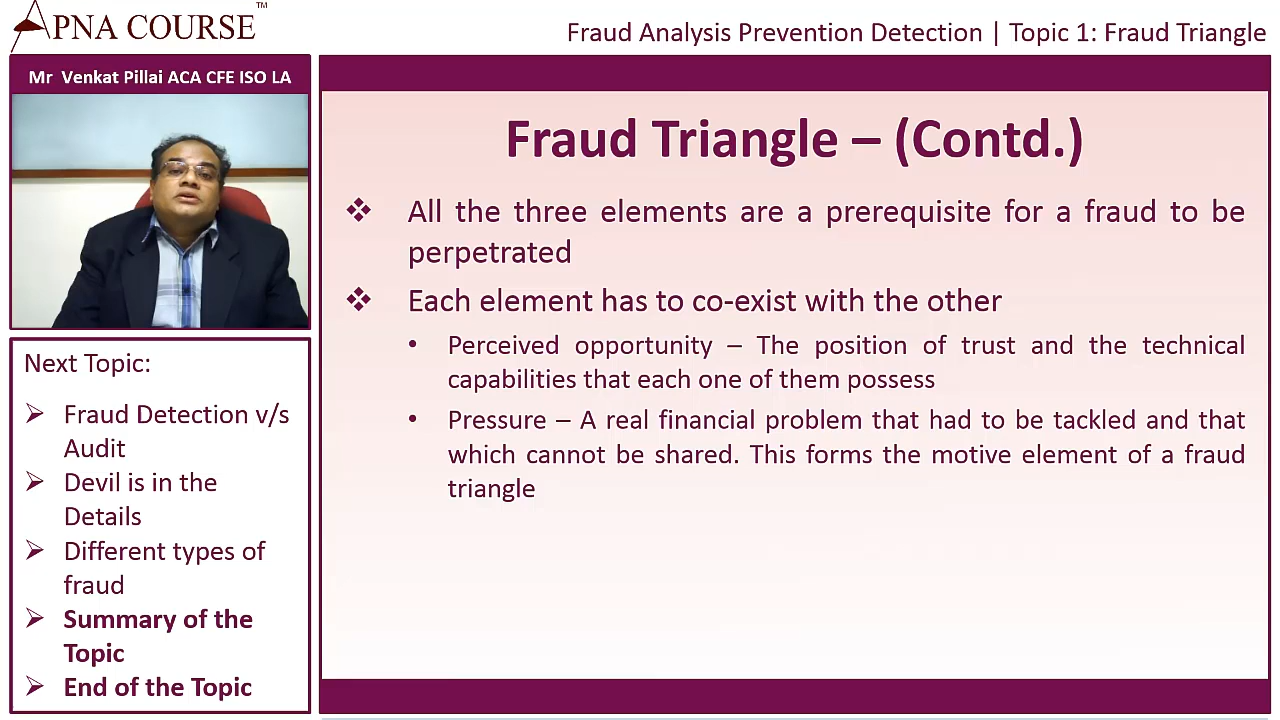 APNA COURSE™
Fraud Analysis Prevention Detection | Topic 1: Fraud Triangle
Mr Venkat Pillai ACA CFE ISO LA
Fraud Triangle – (Contd.)
❖ All the three elements are a prerequisite for a fraud to be
perpetrated
❖ Each element has to co-exist with the other
• Perceived opportunity – The position of trust and the technical
capabilities that each one of them possess
• Pressure – A real financial problem that had to be tackled and that
which cannot be shared. This forms the motive element of a fraud
triangle
Next Topic:
➢ Fraud Detection v/s
Audit
➢ Devil is in the
Details
➢ Different types of
fraud
➢ Summary of the
Topic
➢ End of the Topic